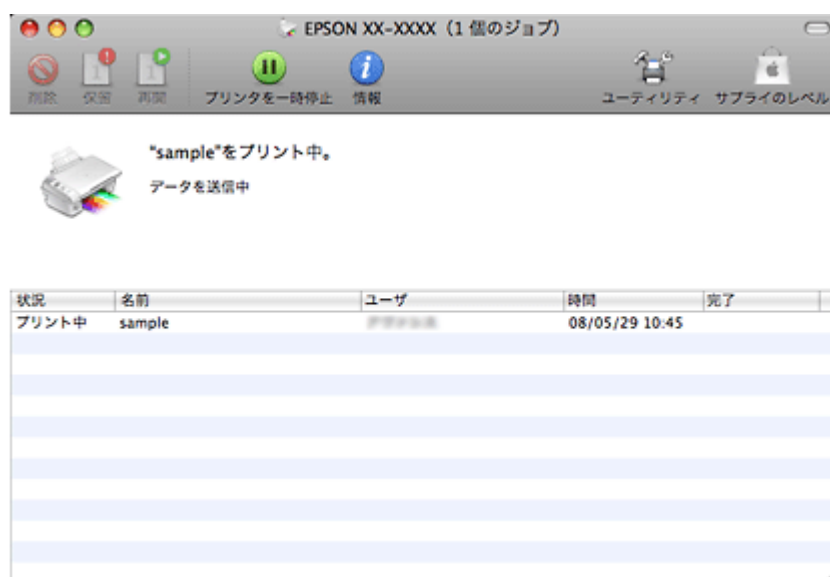 EPSON XX-XXXX（1 個のジョブ）
削除 保留 再開 プリンタを一時停止 情報 ユーティリティ サプライのレベル
"sample"をプリント中。
データを送信中
状況 名前 ユーザ 時間 完了
プリント中 sample 08/05/29 10:45